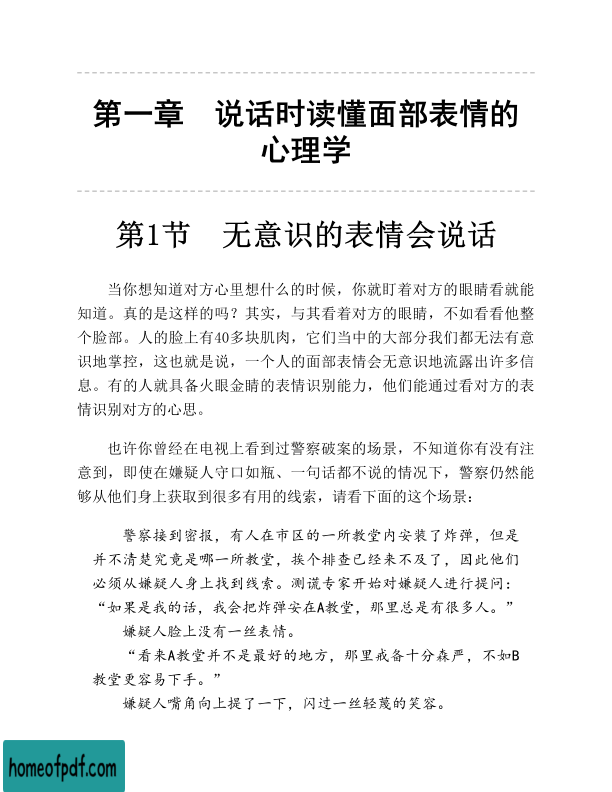 第一章　说话时读懂面部表情的
心理学
第1节　无意识的表情会说话
当你想知道对方心里想什么的时候，你就盯着对方的眼睛看就能
知道。真的是这样的吗？其实，与其看着对方的眼睛，不如看看他整
个脸部。人的脸上有40多块肌肉，它们当中的大部分我们都无法有意
识地掌控，这也就是说，一个人的面部表情会无意识地流露出许多信
息。有的人就具备火眼金睛的表情识别能力，他们能通过看对方的表
情识别对方的心思。
也许你曾经在电视上看到过警察破案的场景，不知道你有没有注
意到，即使在嫌疑人守口如瓶、一句话都不说的情况下，警察仍然能
够从他们身上获取到很多有用的线索，请看下面的这个场景：
警察接到密报，有人在市区的一所教堂内安装了炸弹，但是
并不清楚究竟是哪一所教堂，挨个排查已经来不及了，因此他们
必须从嫌疑人身上找到线索。测谎专家开始对嫌疑人进行提问：
“如果是我的话，我会把炸弹安在A教堂，那里总是有很多人。”
嫌疑人脸上没有一丝表情。
“看来A教堂并不是最好的地方，那里戒备十分森严，不如B
教堂更容易下手。”
嫌疑人嘴角向上提了一下，闪过一丝轻蔑的笑容。
homeofpdf.com